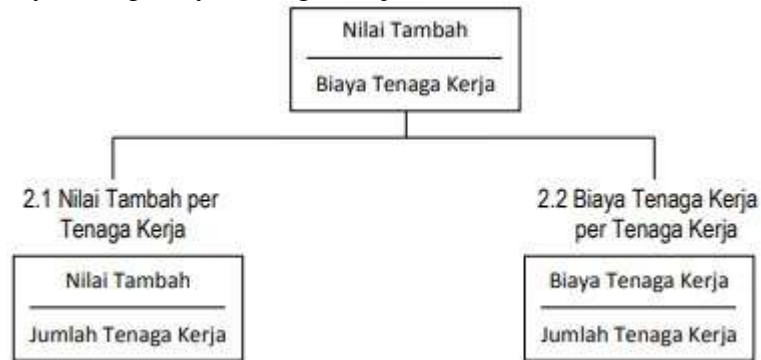 Nilai Tambah
Biaya Tenaga Kerja
2.1 Nilai Tambah per
Tenaga Kerja
2.2 Biaya Tenaga Kerja
per Tenaga Kerja
Nilai Tambah
Jumlah Tenaga Kerja
Biaya Tenaga Kerja
Jumlah Tenaga Kerja